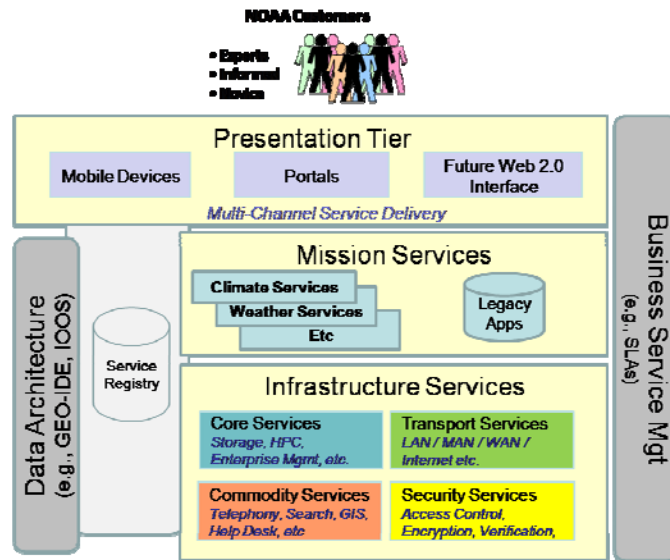 NOAA Customers
• Experts
• Informed
• Novice
Presentation Tier
Mobile Devices
Portals
Future Web 2.0
Interface
Multi-Channel Service Delivery
Data Architecture
(e.g., GEO-IDE, IOOS)
Service
Registry
Mission Services
Climate Services
Weather Services
Etc
Legacy
Apps
Infrastructure Services
Core Services
Storage, HPC,
Enterprise Mgmt, etc.
Transport Services
LAN / MAN / WAN /
Internet etc.
Commodity Services
Telephony, Search, GIS,
Help Desk, etc
Security Services
Access Control,
Encryption, Verification,
Business Service Mgt
(e.g., SLAs)